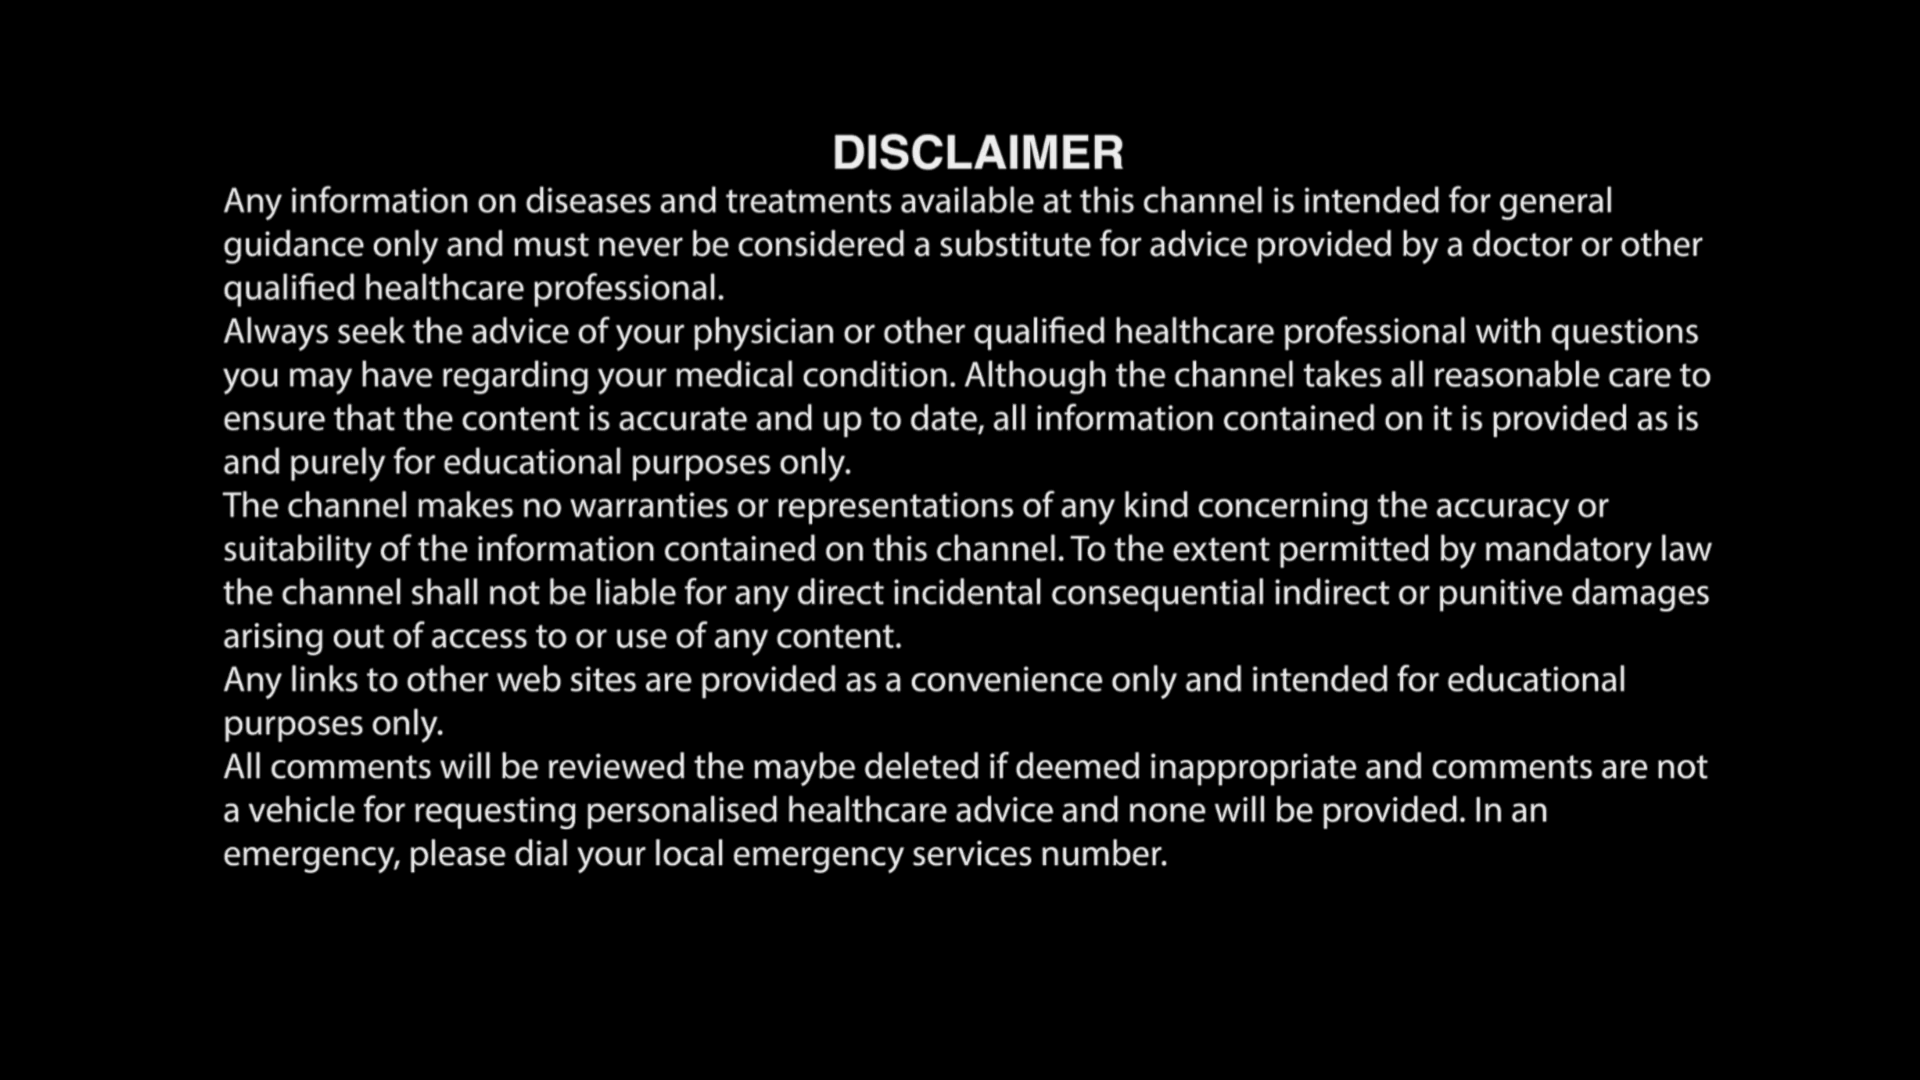 DISCLAIMER
Any information on diseases and treatments available at this channel is intended for general
guidance only and must never be considered a substitute for advice provided by a doctor or other
qualified healthcare professional.
Always seek the advice of your physician or other qualified healthcare professional with questions
you may have regarding your medical condition. Although the channel takes all reasonable care to
ensure that the content is accurate and up to date, all information contained on it is provided as is
and purely for educational purposes only.
The channel makes no warranties or representations of any kind concerning the accuracy or
suitability of the information contained on this channel. To the extent permitted by mandatory law
the channel shall not be liable for any direct incidental consequential indirect or punitive damages
arising out of access to or use of any content.
Any links to other web sites are provided as a convenience only and intended for educational
purposes only.
All comments will be reviewed the maybe deleted if deemed inappropriate and comments are not
a vehicle for requesting personalised healthcare advice and none will be provided. In an
emergency, please dial your local emergency services number.